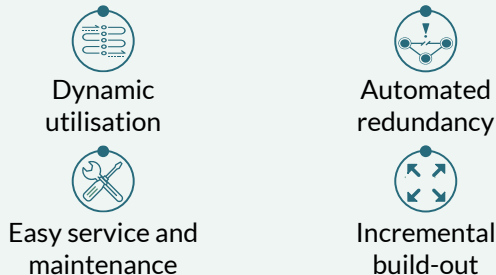 Dynamic
utilisation
Automated
redundancy
Easy service and
maintenance
Incremental
build-out